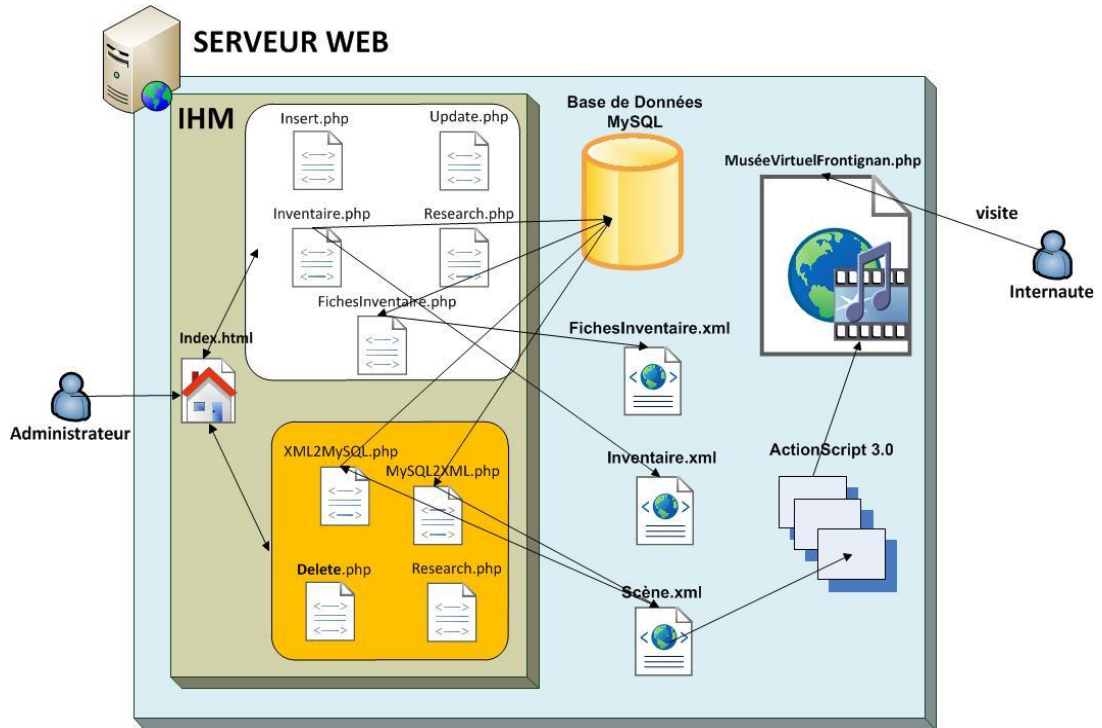 SERVEUR WEB
IHM
Insert.php
Update.php
Inventaire.php
Research.php
FichesInventaire.php
Index.html
Administrateur
XML2MySQL.php
MySQL2XML.php
Delete.php
Research.php
Base de Données
MySQL
FichesInventaire.xml
Inventaire.xml
Scène.xml
MuséeVirtuelFrontignan.php
ActionScript 3.0
visite
Internaute